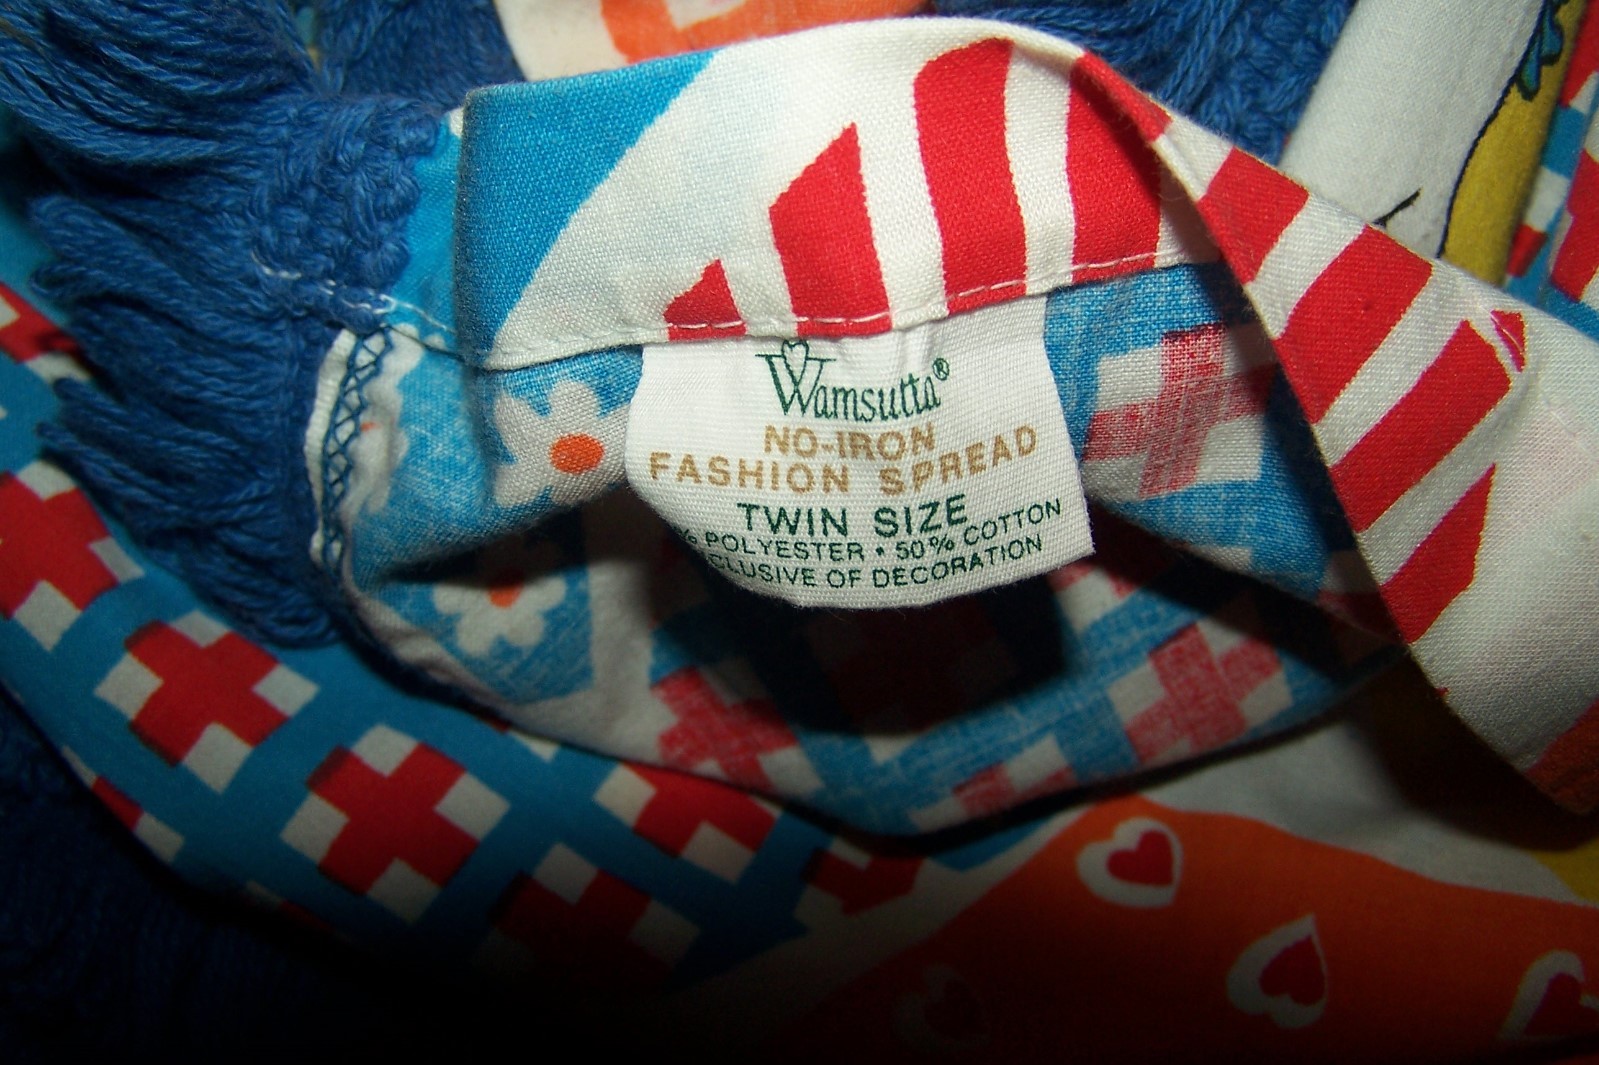 Wamsutta®
NO-IRON
FASHION SPREAD
TWIN SIZE
% POLYESTER • 50% COTTON
CLUSIVE OF DECORATION